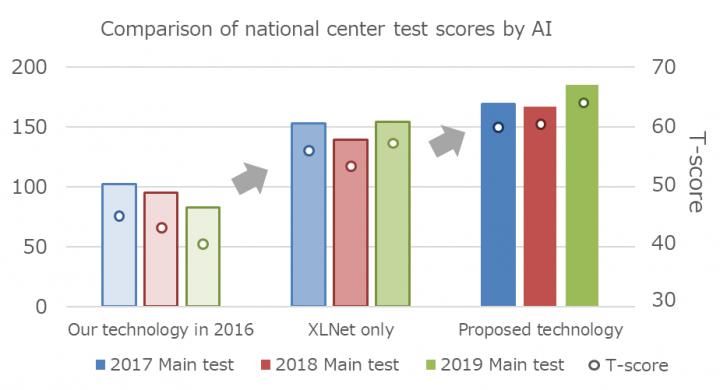 Comparison of national center test scores by AI
200
150
100
50
0
70
60
50
40
30
T-score
Our technology in 2016
XLNet only
Proposed technology
2017 Main test
2018 Main test
2019 Main test
T-score